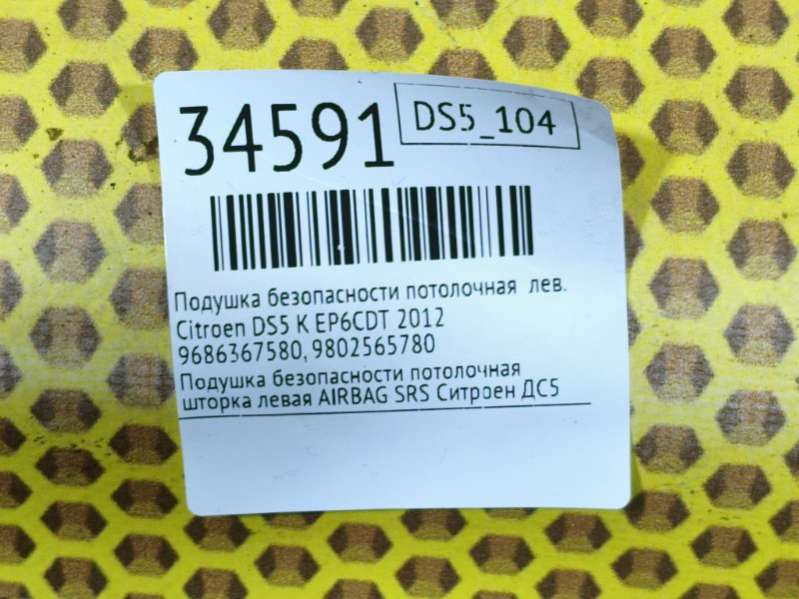 34591
DS5_104
Подушка безопасности потолочная лев.
Citroen DS5 K EP6CDT 2012
9686367580, 9802565780
Подушка безопасности потолочная
шторка левая AIRBAG SRS Ситроен ДС5